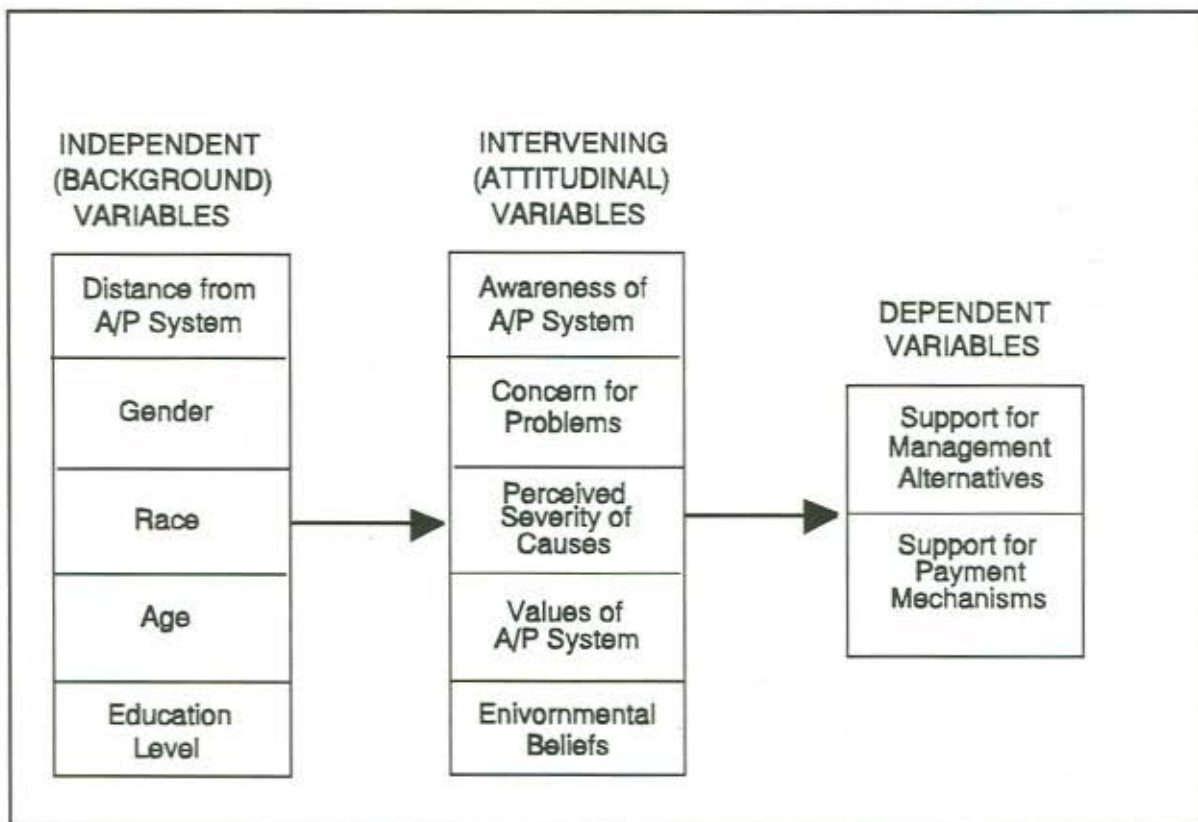 INDEPENDENT
(BACKGROUND)
VARIABLES
Distance from
A/P System
Gender
Race
Age
Education
Level
INTERVENING
(ATTITUDINAL)
VARIABLES
Awareness of
A/P System
Concern for
Problems
Perceived
Severity of
Causes
Values of
A/P System
Enivornmental
Beliefs
DEPENDENT
VARIABLES
Support for
Management
Alternatives
Support for
Payment
Mechanisms